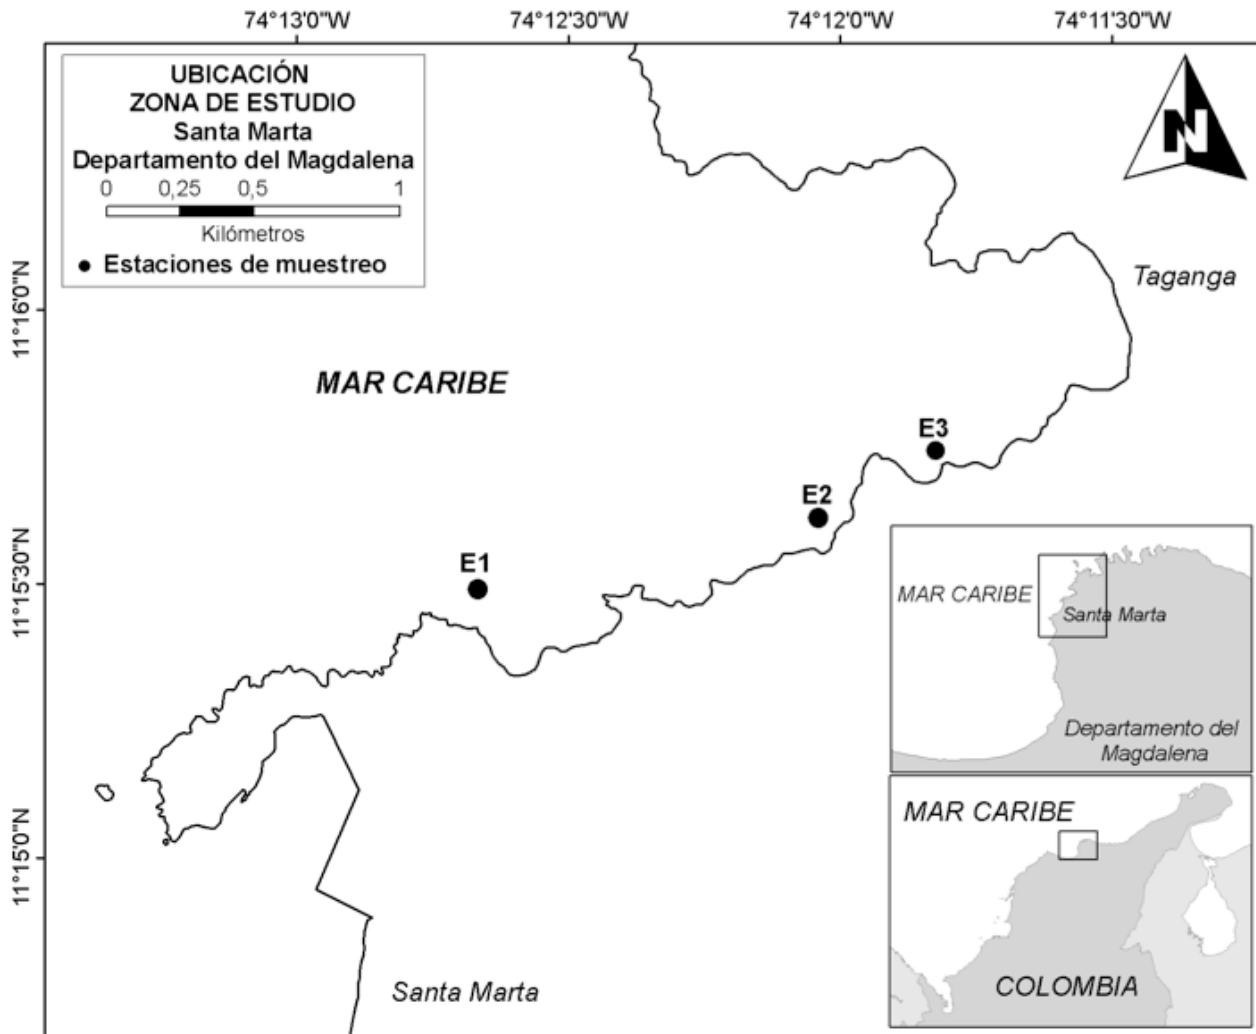 74°13'0"W 74°12'30"W 74°12'0"W 74°11'30"W
UBICACIÓN
ZONA DE ESTUDIO
Santa Marta
Departamento del Magdalena
0 0,25 0,5 1
Kilómetros
Estaciones de muestreo
N
Taganga
11°16'0"N
MAR CARIBE
E3
E2
E1
11°15'30"N
MAR CARIBE
Santa Marta
Departamento del
Magdalena
MAR CARIBE
11°15'0"N
Santa Marta
COLOMBIA